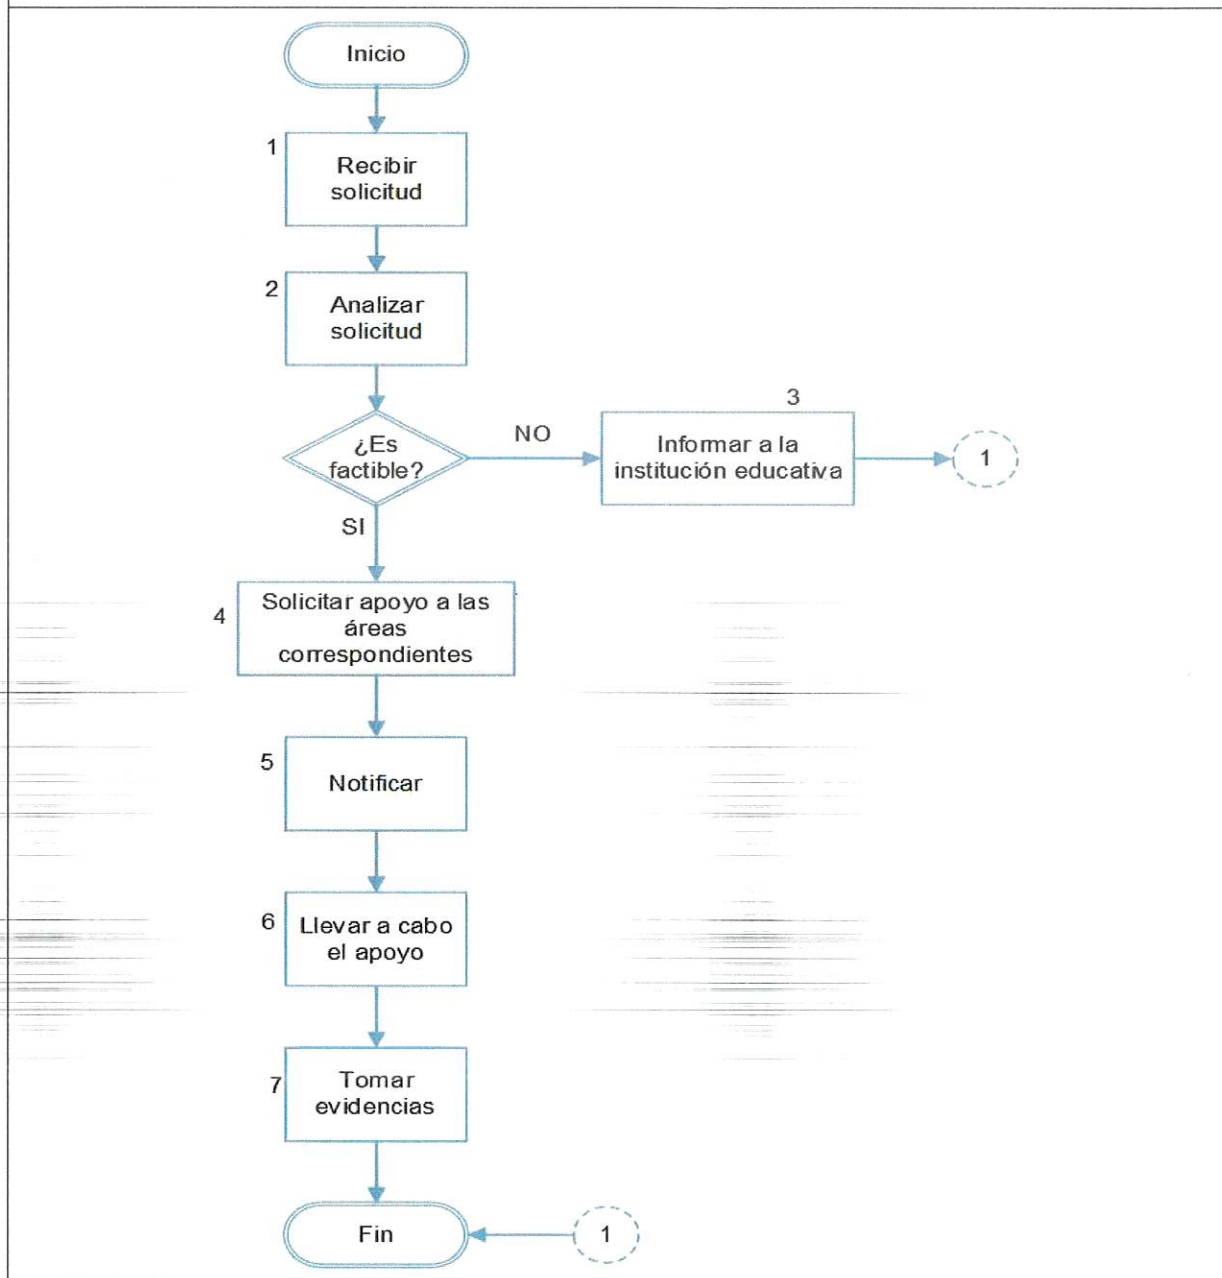 Inicio
1
Recibir
solicitud
2
Analizar
solicitud
¿Es
factible?
NO
3
Informar a la
institución educativa
1
SI
4
Solicitar apoyo a las
áreas
correspondientes
5
Notificar
6
Llevar a cabo
el apoyo
7
Tomar
evidencias
Fin
1